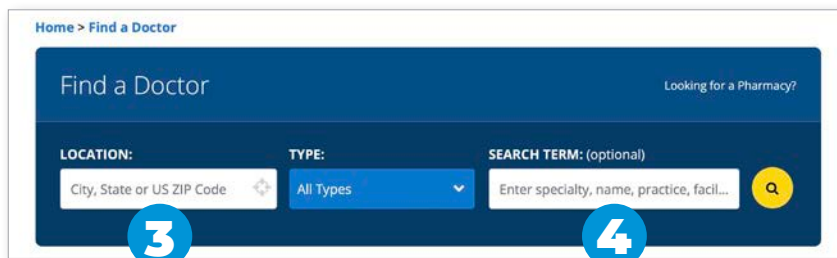 Home > Find a Doctor
Find a Doctor
Looking for a Pharmacy?
LOCATION:
TYPE:
SEARCH TERM: (optional)
City, State or US ZIP Code
All Types
Enter specialty, name, practice, facil...
3
4